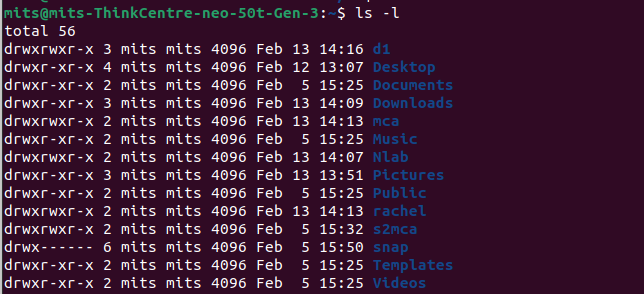 mits@mits-ThinkCentre-neo-50t-Gen-3:~$ ls -l
total 56
drwxrwxr-x 3 mits mits 4096 Feb 13 14:16 d1
drwxr-xr-x 4 mits mits 4096 Feb 12 13:07 Desktop
drwxr-xr-x 2 mits mits 4096 Feb  5 15:25 Documents
drwxr-xr-x 3 mits mits 4096 Feb 13 14:09 Downloads
drwxrwxr-x 2 mits mits 4096 Feb 13 14:13 mca
drwxr-xr-x 2 mits mits 4096 Feb  5 15:25 Music
drwxrwxr-x 2 mits mits 4096 Feb 13 14:07 Nlab
drwxr-xr-x 3 mits mits 4096 Feb 13 13:51 Pictures
drwxr-xr-x 2 mits mits 4096 Feb  5 15:25 Public
drwxrwxr-x 2 mits mits 4096 Feb 13 14:13 rachel
drwxrwxr-x 2 mits mits 4096 Feb  5 15:32 s2mca
drwx------ 6 mits mits 4096 Feb  5 15:50 snap
drwxr-xr-x 2 mits mits 4096 Feb  5 15:25 Templates
drwxr-xr-x 2 mits mits 4096 Feb  5 15:25 Videos